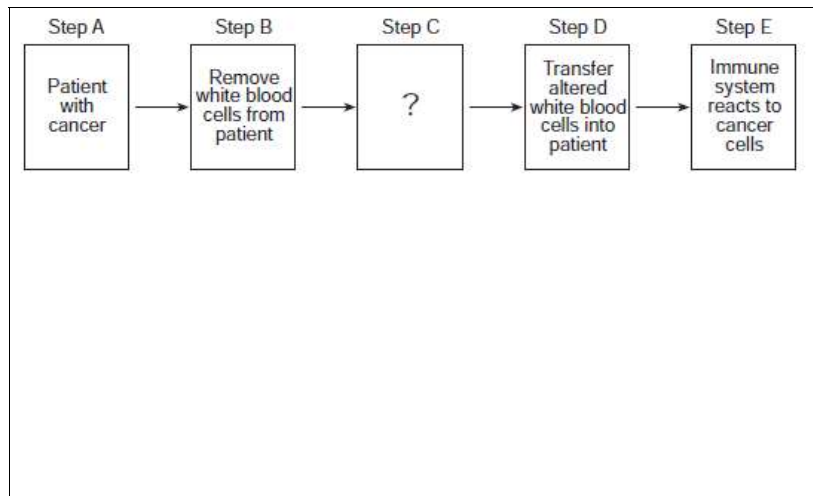 Step A
Step B
Step C
Step D
Step E
Patient
with
cancer
Remove
white blood
cells from
patient
?
Transfer
altered
white blood
cells into
patient
Immune
system
reacts to
cancer
cells